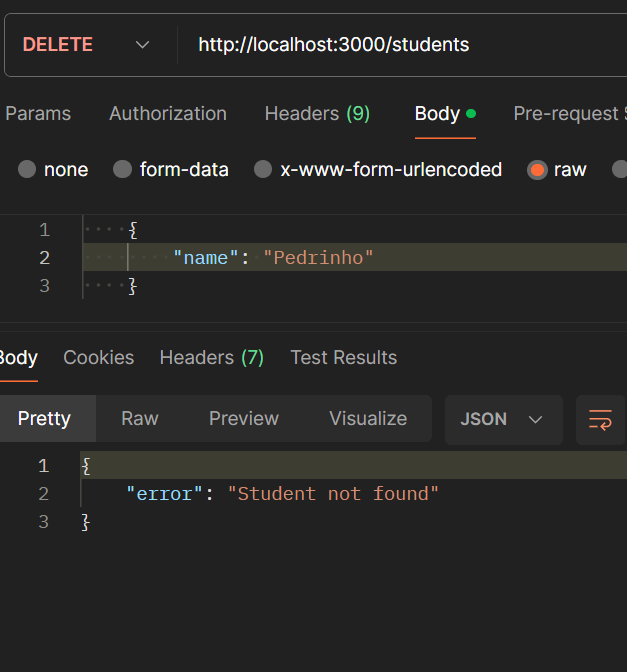 DELETE http://localhost:3000/students
Params Authorization Headers (9) Body Pre-request
none form-data x-www-form-urlencoded raw
1 {
2 "name": "Pedrinho"
3 }
Body Cookies Headers (7) Test Results
Pretty Raw Preview Visualize JSON
1 {
2 "error": "Student not found"
3 }